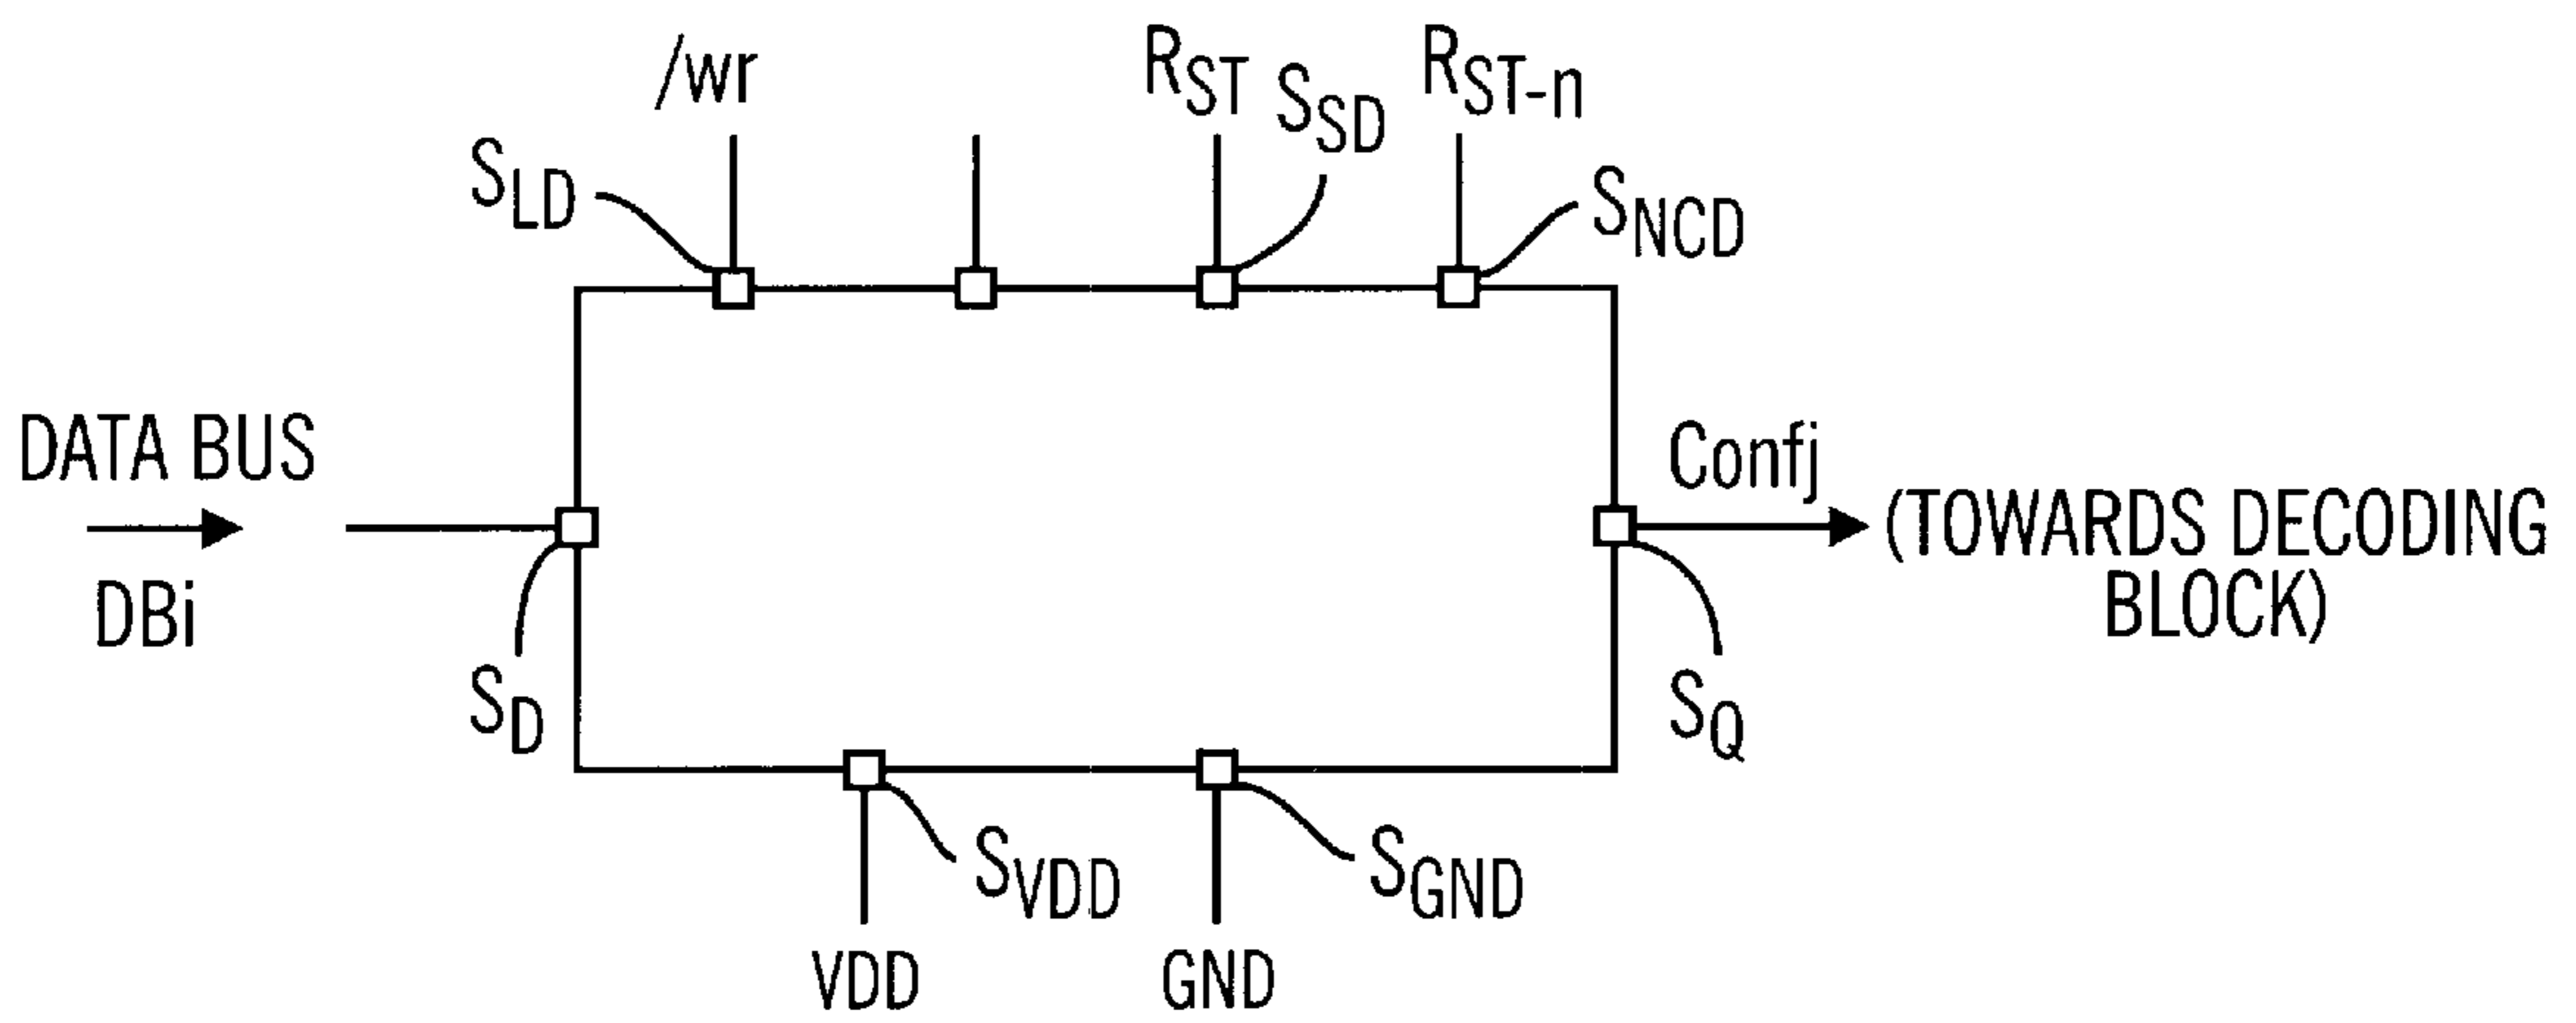 /wr
RST
SSD
RST-n
SLD
SNCD
DATA BUS
Confj
(TOWARDS DECODING
BLOCK)
DBi
SD
SQ
SVDD
SGND
VDD
GND